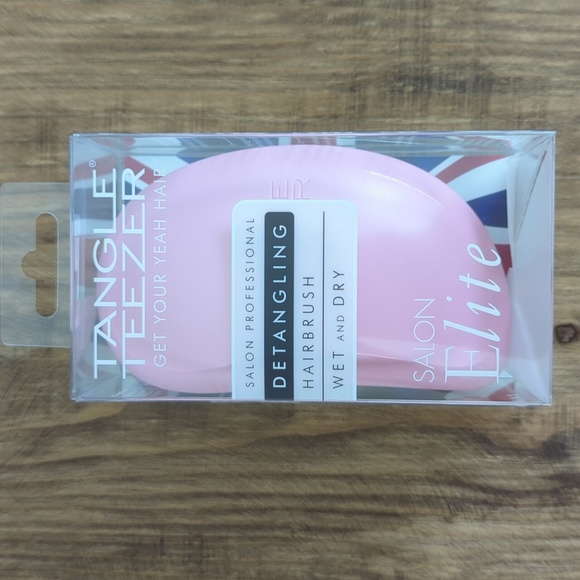 TANGLE
TEEZER®
GET YOUR YEAH HAIR
SALON PROFESSIONAL
DETANGLING
HAIRBRUSH
WET AND DRY
SALON
Elite